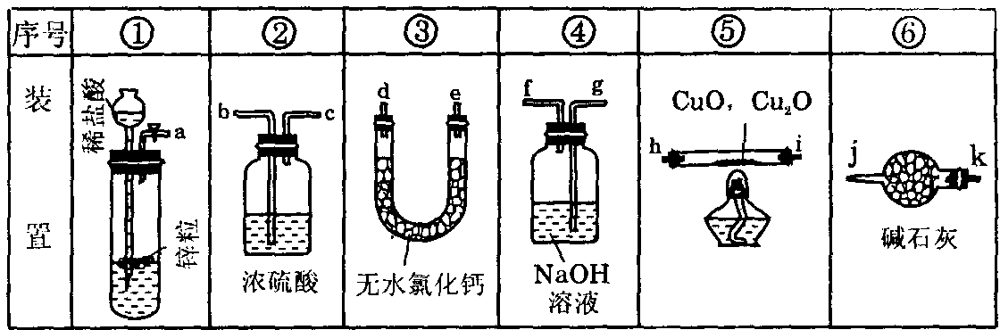 序号 ① ② ③ ④ ⑤ ⑥
装置
稀盐酸
a
锌粒
b c
浓硫酸
d e
无水氯化钙
f g
NaOH
溶液
CuO，Cu₂O
h i
j k
碱石灰